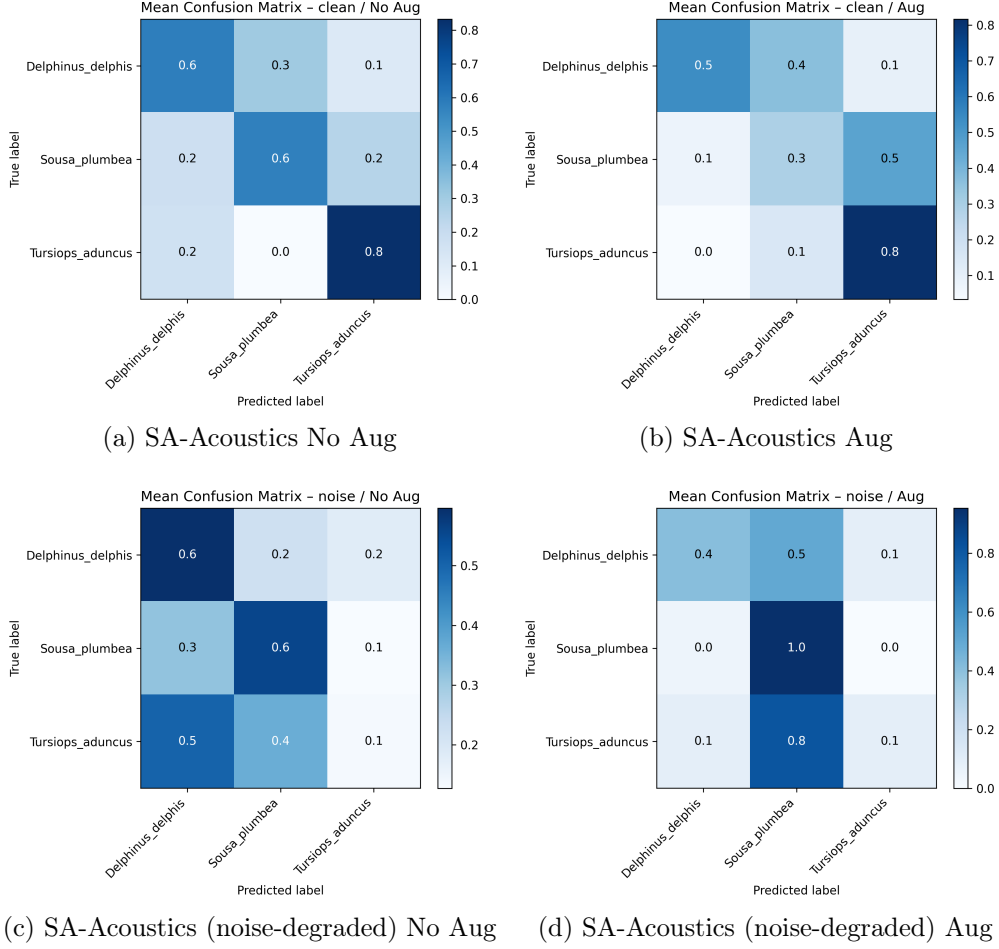 Mean Confusion Matrix – clean / No Aug
True label
Delphinus_delphis 0.6 0.3 0.1
Sousa_plumbea 0.2 0.6 0.2
Tursiops_aduncus 0.2 0.0 0.8
Delphinus_delphis Sousa_plumbea Tursiops_aduncus
Predicted label
0.8
0.7
0.6
0.5
0.4
0.3
0.2
0.1
0.0
(a) SA-Acoustics No Aug
Mean Confusion Matrix – clean / Aug
True label
Delphinus_delphis 0.5 0.4 0.1
Sousa_plumbea 0.1 0.3 0.5
Tursiops_aduncus 0.0 0.1 0.8
Delphinus_delphis Sousa_plumbea Tursiops_aduncus
Predicted label
0.8
0.7
0.6
0.5
0.4
0.3
0.2
0.1
(b) SA-Acoustics Aug
Mean Confusion Matrix – noise / No Aug
True label
Delphinus_delphis 0.6 0.2 0.2
Sousa_plumbea 0.3 0.6 0.1
Tursiops_aduncus 0.5 0.4 0.1
Delphinus_delphis Sousa_plumbea Tursiops_aduncus
Predicted label
0.5
0.4
0.3
0.2
(c) SA-Acoustics (noise-degraded) No Aug
Mean Confusion Matrix – noise / Aug
True label
Delphinus_delphis 0.4 0.5 0.1
Sousa_plumbea 0.0 1.0 0.0
Tursiops_aduncus 0.1 0.8 0.1
Delphinus_delphis Sousa_plumbea Tursiops_aduncus
Predicted label
0.8
0.6
0.4
0.2
0.0
(d) SA-Acoustics (noise-degraded) Aug